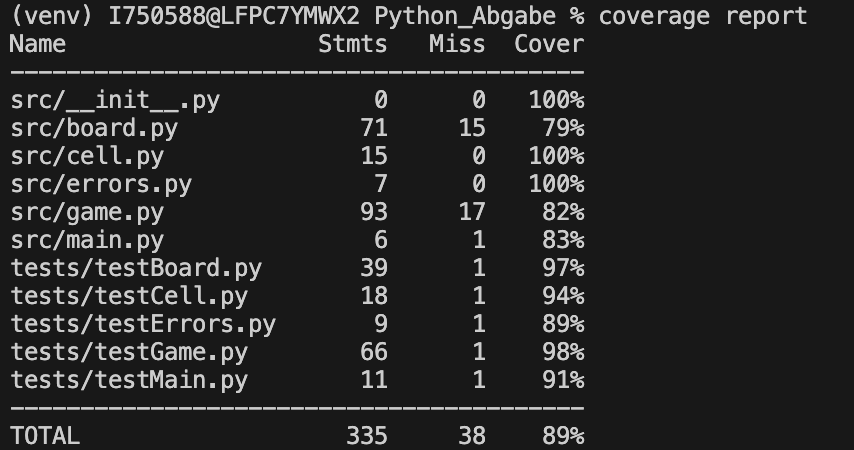 (venv) I750588@LFPC7YMWX2 Python_Abgabe % coverage report
Name                    Stmts   Miss  Cover
-----------------------------------------
src/__init__.py             0      0   100%
src/board.py               71     15    79%
src/cell.py                15      0   100%
src/errors.py               7      0   100%
src/game.py                93     17    82%
src/main.py                 6      1    83%
tests/testBoard.py         39      1    97%
tests/testCell.py          18      1    94%
tests/testErrors.py         9      1    89%
tests/testGame.py          66      1    98%
tests/testMain.py          11      1    91%
-----------------------------------------
TOTAL                     335     38    89%